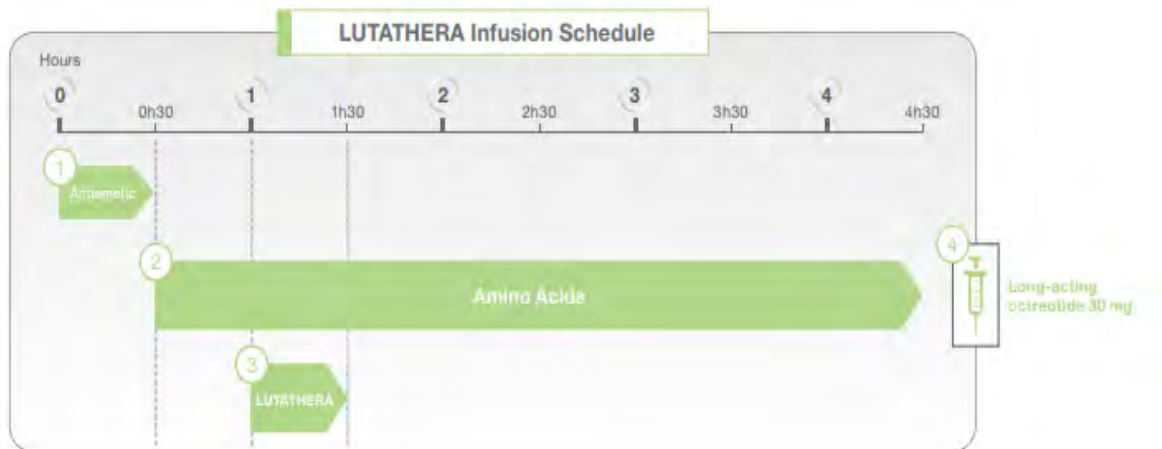 LUTATHERA Infusion Schedule
Hours
0 0h30 1 1h30 2 2h30 3 3h30 4 4h30
1
Antiemetic
2
Amino Acids
4
Long-acting
octreotide 30 mg
3
LUTATHERA